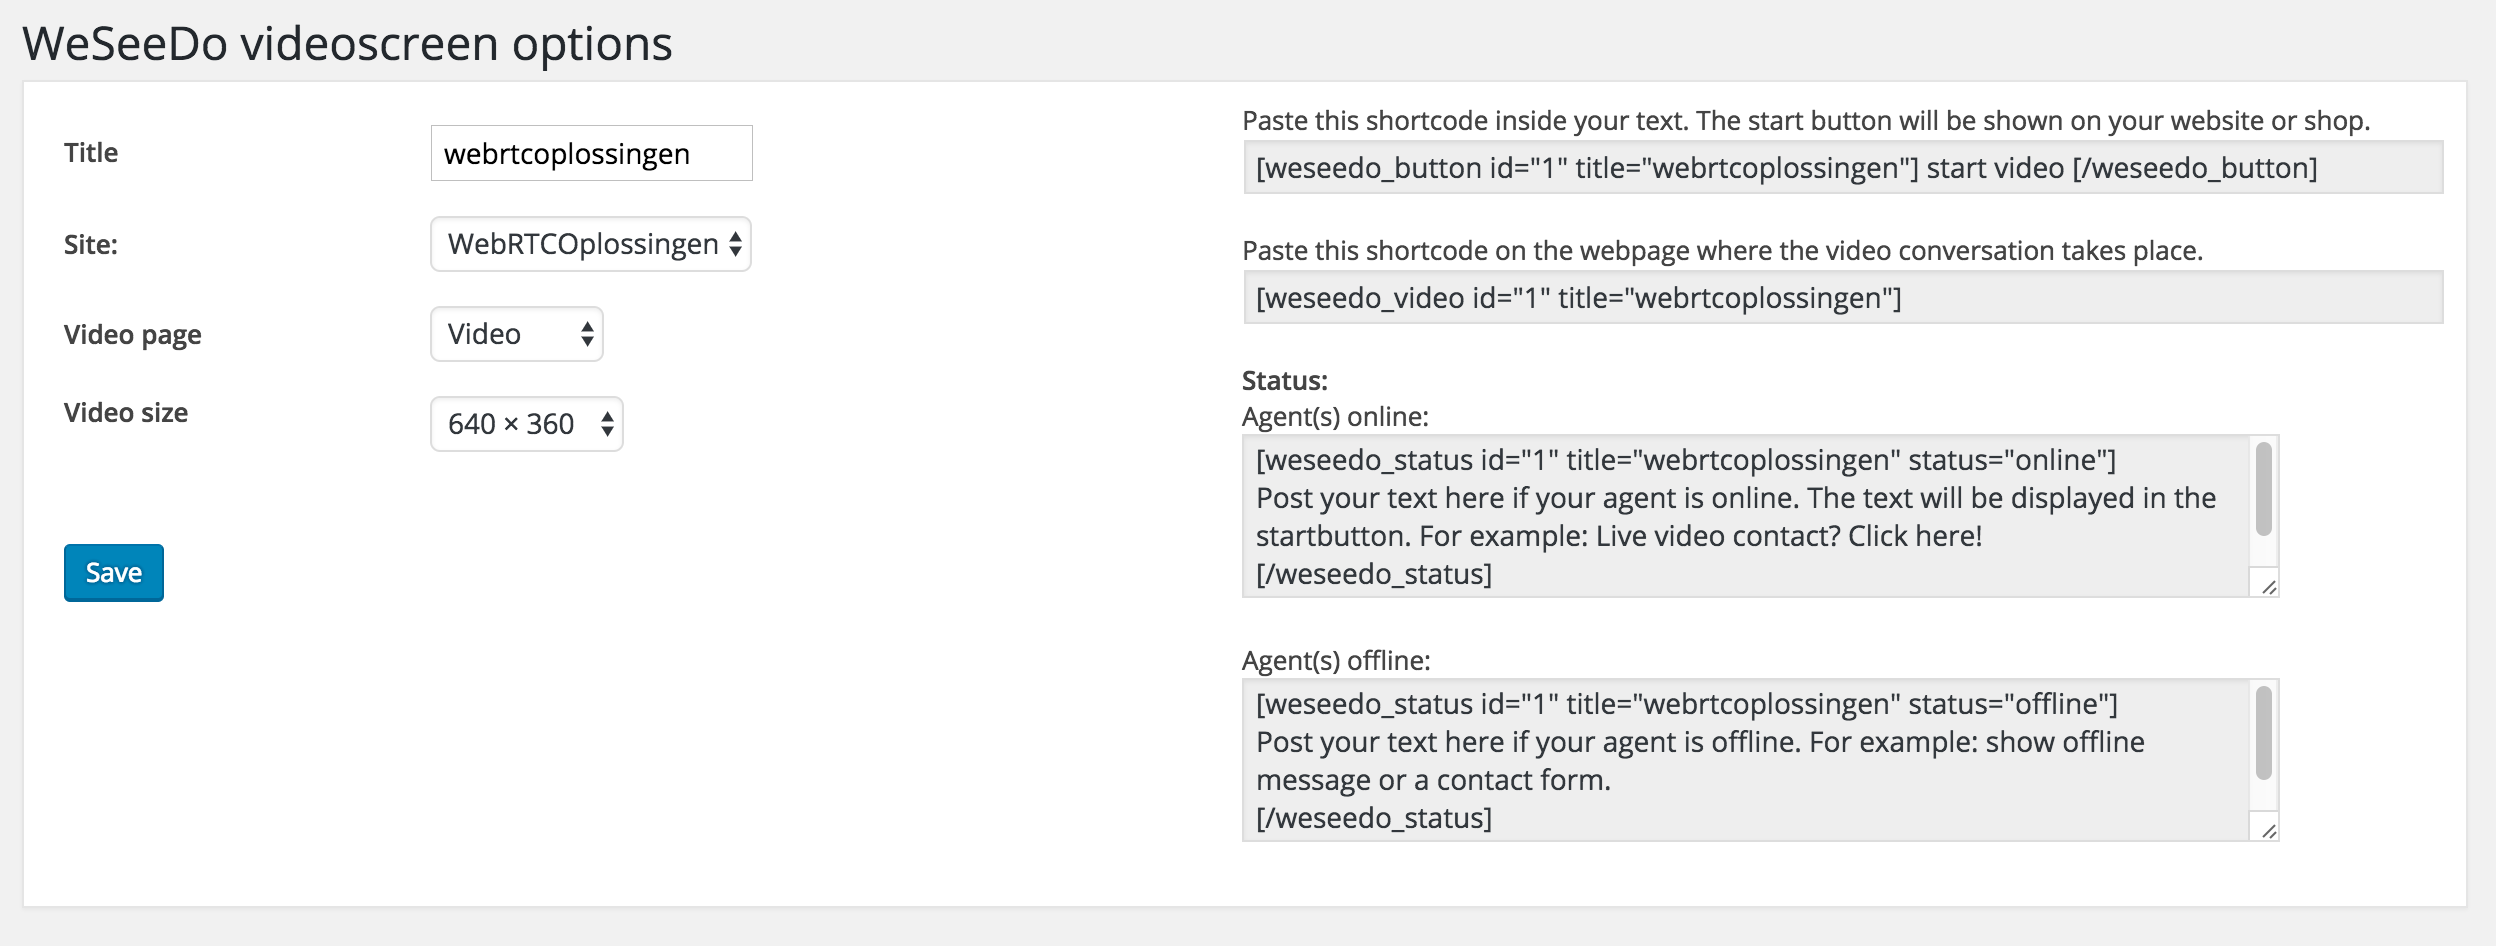 WeSeeDo videoscreen options
Title
webrtcoplossingen
Site:
WebRTCOplossingen
Video page
Video
Video size
640 × 360
Save
Paste this shortcode inside your text. The start button will be shown on your website or shop.
[weseedo_button id="1" title="webrtcoplossingen"] start video [/weseedo_button]
Paste this shortcode on the webpage where the video conversation takes place.
[weseedo_video id="1" title="webrtcoplossingen"]
Status:
Agent(s) online:
[weseedo_status id="1" title="webrtcoplossingen" status="online"]
Post your text here if your agent is online. The text will be displayed in the
startbutton. For example: Live video contact? Click here!
[/weseedo_status]
Agent(s) offline:
[weseedo_status id="1" title="webrtcoplossingen" status="offline"]
Post your text here if your agent is offline. For example: show offline
message or a contact form.
[/weseedo_status]